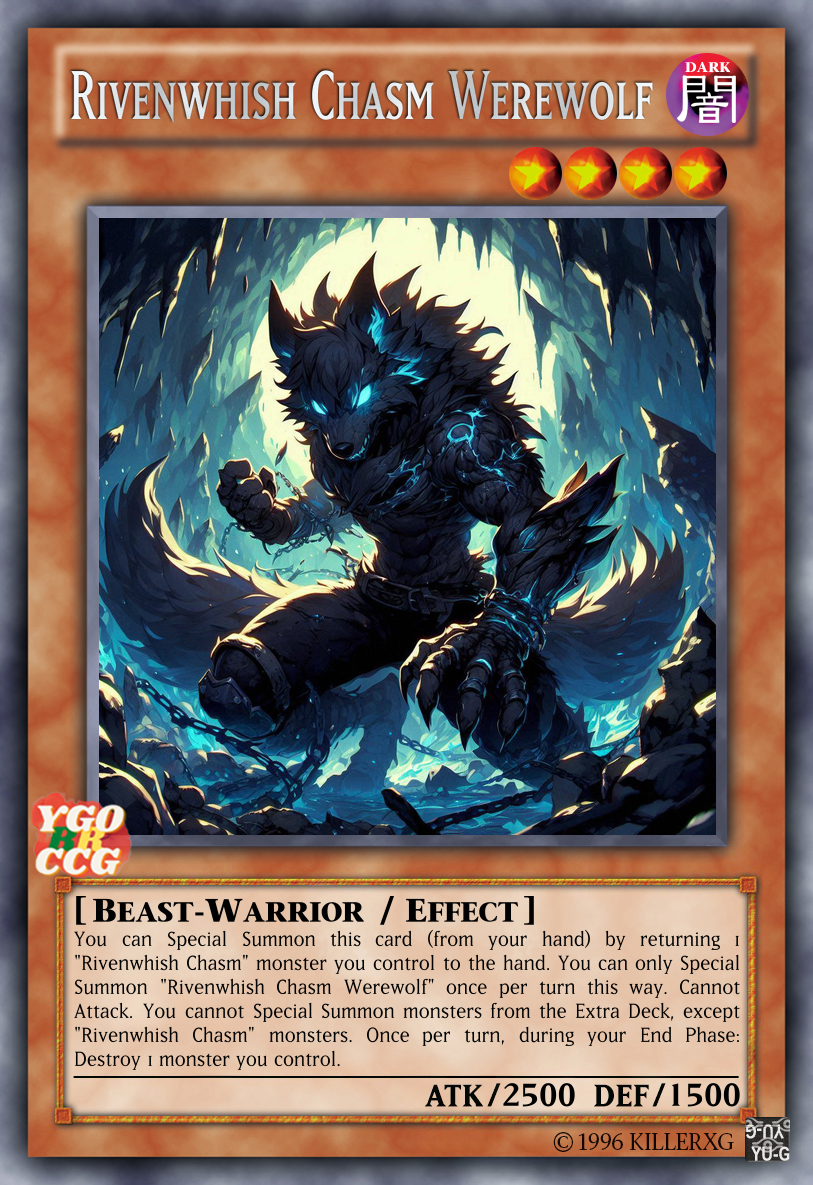 Rivenwhish Chasm Werewolf
DARK
闇
YGO
BR
CCG
[ Beast-Warrior / Effect ]
You can Special Summon this card (from your hand) by returning 1
"Rivenwhish Chasm" monster you control to the hand. You can only Special
Summon "Rivenwhish Chasm Werewolf" once per turn this way. Cannot
Attack. You cannot Special Summon monsters from the Extra Deck, except
"Rivenwhish Chasm" monsters. Once per turn, during your End Phase:
Destroy 1 monster you control.
ATK/2500 DEF/1500
© 1996 KILLERXG
YU-G